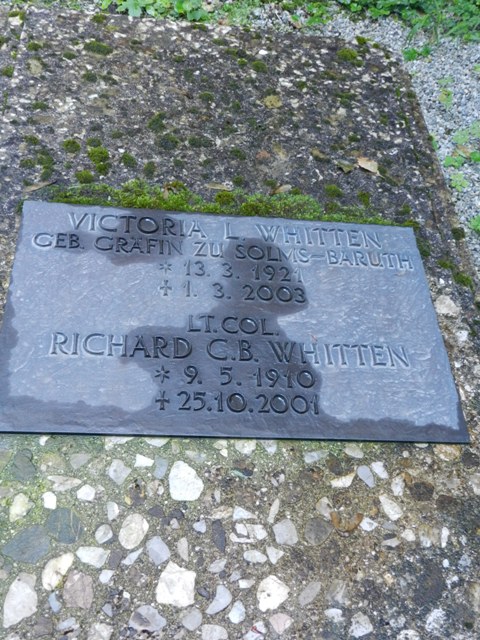 VICTORIA L. WHITTEN
GEB. GRÄFIN ZU SOLMS-BARUTH
* 13.3.1921
+ 1.3.2003
LT. COL.
RICHARD C.B. WHITTEN
* 9.5.1910
+ 25.10.2001